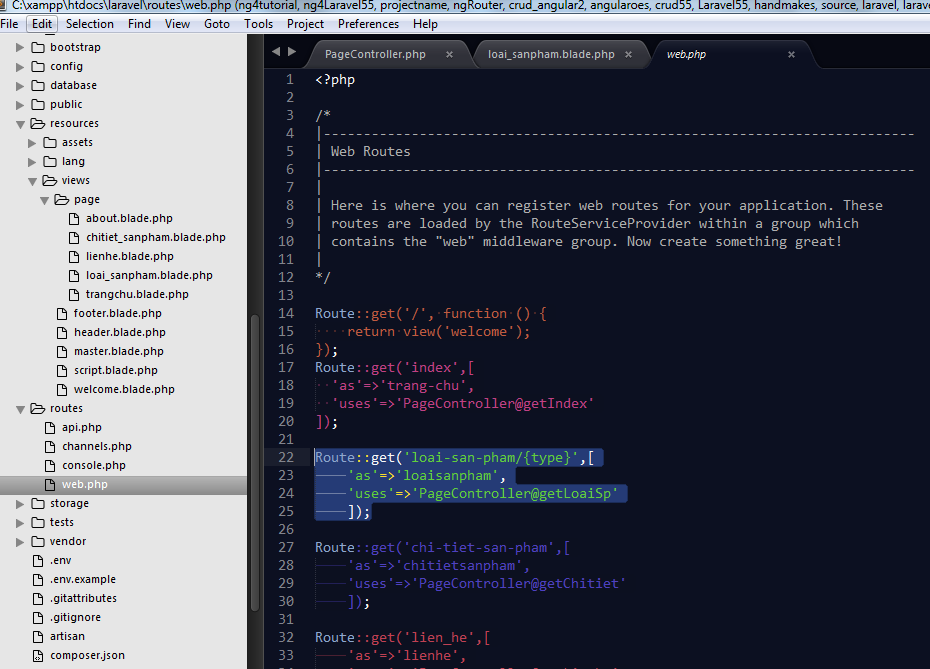 C:\xampp\htdocs\laravel\routes\web.php (ng4tutorial, ng4Laravel55, projectname, ngRouter, crud_angular2, angularoes, crud55, Laravel55, handmakes, source, laravel, larave
File Edit Selection Find View Goto Tools Project Preferences Help
bootstrap
config
database
public
resources
assets
lang
views
page
about.blade.php
chitiet_sanpham.blade.php
lienhe.blade.php
loai_sanpham.blade.php
trangchu.blade.php
footer.blade.php
header.blade.php
master.blade.php
script.blade.php
welcome.blade.php
routes
api.php
channels.php
console.php
web.php
storage
tests
vendor
.env
.env.example
.gitattributes
.gitignore
artisan
composer.json
PageController.php × loai_sanpham.blade.php × web.php ×
1 <?php
2
3 /*
4 |--------------------------------------------------------------------------
5 | Web Routes
6 |--------------------------------------------------------------------------
7 |
8 | Here is where you can register web routes for your application. These
9 | routes are loaded by the RouteServiceProvider within a group which
10 | contains the "web" middleware group. Now create something great!
11 |
12 */
13
14 Route::get('/', function () {
15     return view('welcome');
16 });
17 Route::get('index',[
18   'as'=>'trang-chu',
19   'uses'=>'PageController@getIndex'
20 ]);
21
22 Route::get('loai-san-pham/{type}',[
23     'as'=>'loaisanpham',
24     'uses'=>'PageController@getLoaiSp'
25     ]);
26
27 Route::get('chi-tiet-san-pham',[
28     'as'=>'chitietsanpham',
29     'uses'=>'PageController@getChitiet'
30     ]);
31
32 Route::get('lien_he',[
33     'as'=>'lienhe',